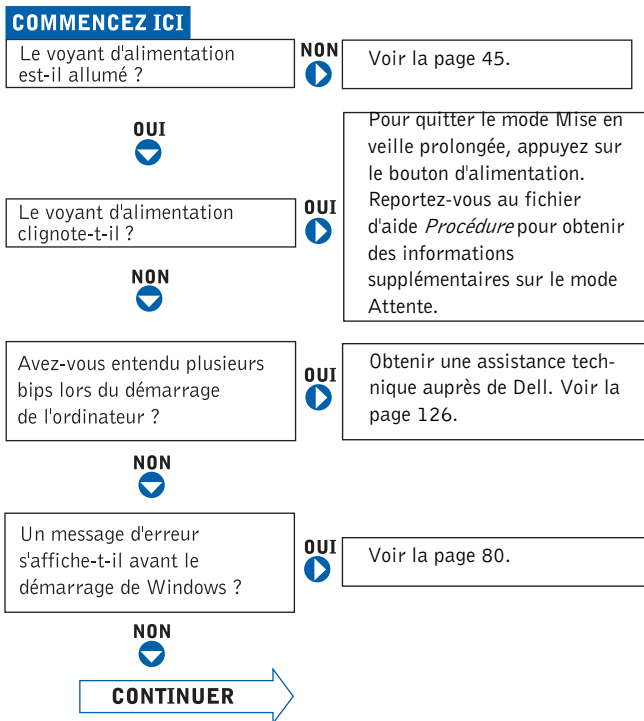 COMMENCEZ ICI
Le voyant d'alimentation
est-il allumé ?
NON
Voir la page 45.
OUI
Le voyant d'alimentation
clignote-t-il ?
OUI
Pour quitter le mode Mise en
veille prolongée, appuyez sur
le bouton d'alimentation.
Reportez-vous au fichier
d'aide Procédure pour obtenir
des informations
supplémentaires sur le mode
Attente.
NON
Avez-vous entendu plusieurs
bips lors du démarrage
de l'ordinateur ?
OUI
Obtenir une assistance tech-
nique auprès de Dell. Voir la
page 126.
NON
Un message d'erreur
s'affiche-t-il avant le
démarrage de Windows ?
OUI
Voir la page 80.
NON
CONTINUER